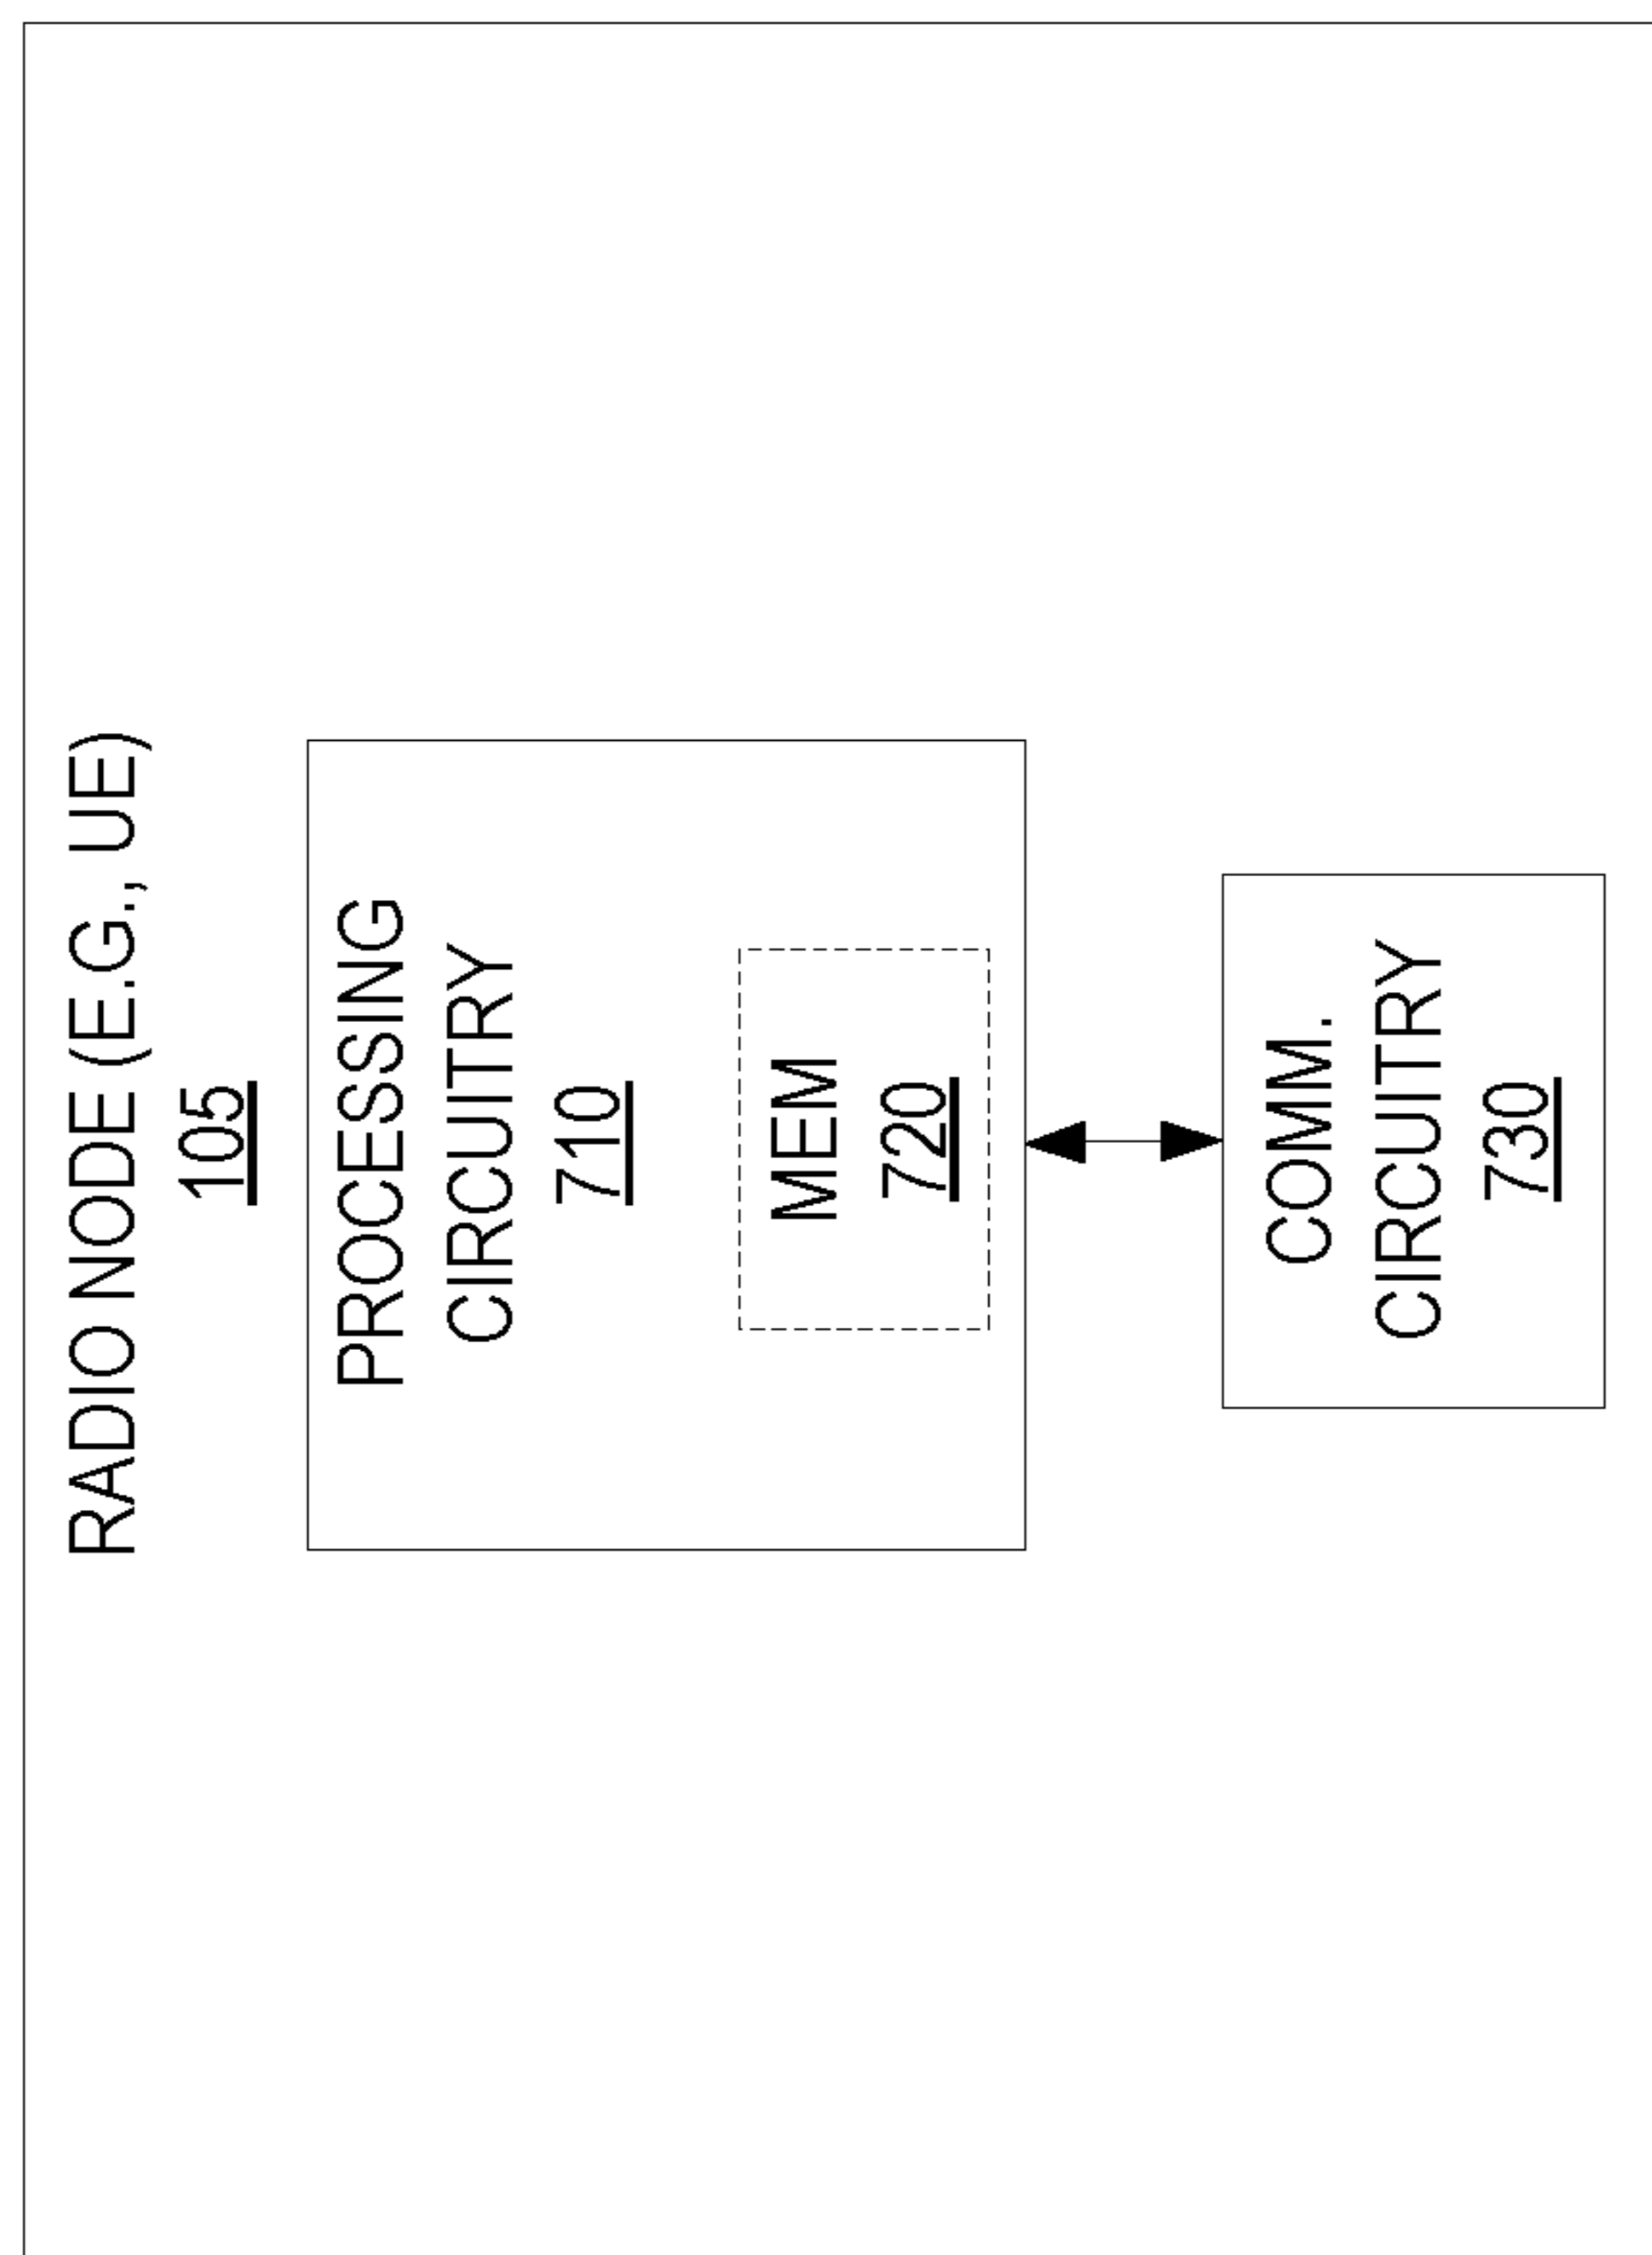 RADIO NODE (E.G., UE)
105
PROCESSING
CIRCUITRY
710
MEM
720
COMM.
CIRCUITRY
730